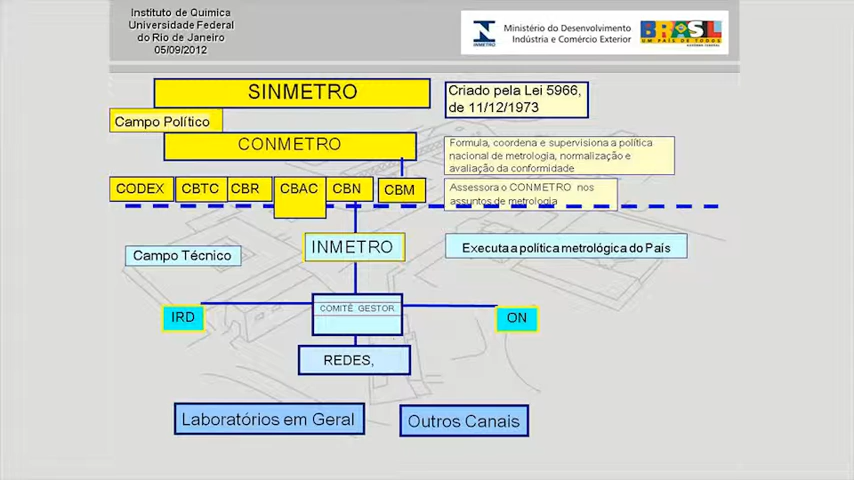 Instituto de Química
Universidade Federal
do Rio de Janeiro
05/09/2012
INMETRO
Ministério do Desenvolvimento
Indústria e Comércio Exterior
BRASIL
UM PAÍS DE TODOS
GOVERNO FEDERAL
SINMETRO
Criado pela Lei 5966,
de 11/12/1973
Campo Político
CONMETRO
Formula, coordena e supervisiona a política
nacional de metrologia, normalização e
avaliação da conformidade
CODEX
CBTC
CBR
CBAC
CBN
CBM
Assessora o CONMETRO nos
assuntos de metrologia
Campo Técnico
INMETRO
Executa a política metrológica do País
IRD
COMITÊ GESTOR
ON
REDES,
Laboratórios em Geral
Outros Canais